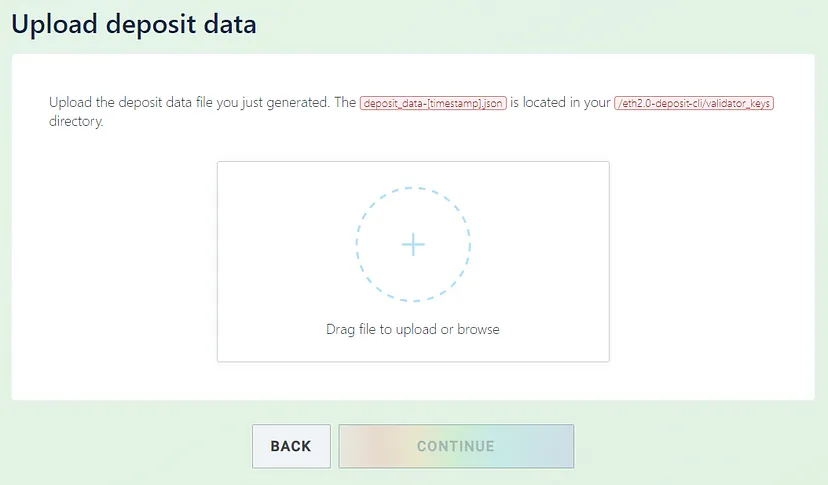 Upload deposit data
Upload the deposit data file you just generated. The deposit_data-[timestamp].json is located in your /eth2.0-deposit-cli/validator_keys
directory.
Drag file to upload or browse
BACK
CONTINUE